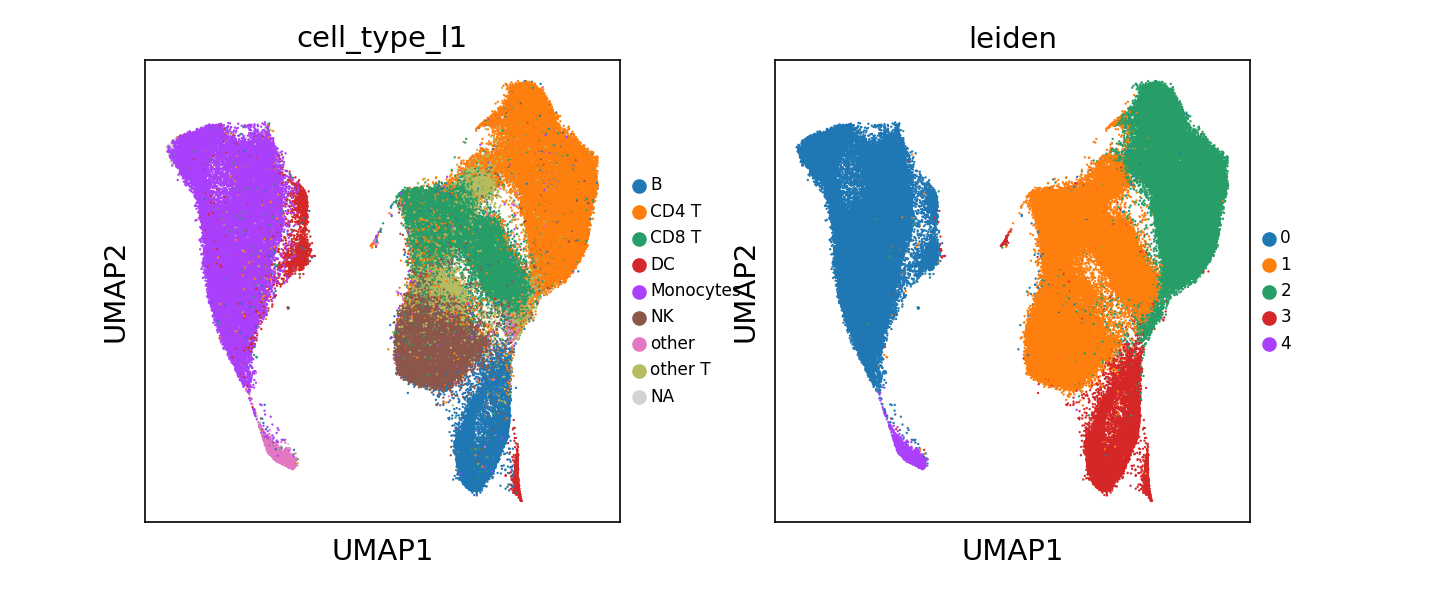 cell_type_l1
UMAP2
UMAP1
B
CD4 T
CD8 T
DC
Monocytes
NK
other
other T
NA
leiden
UMAP2
UMAP1
0
1
2
3
4